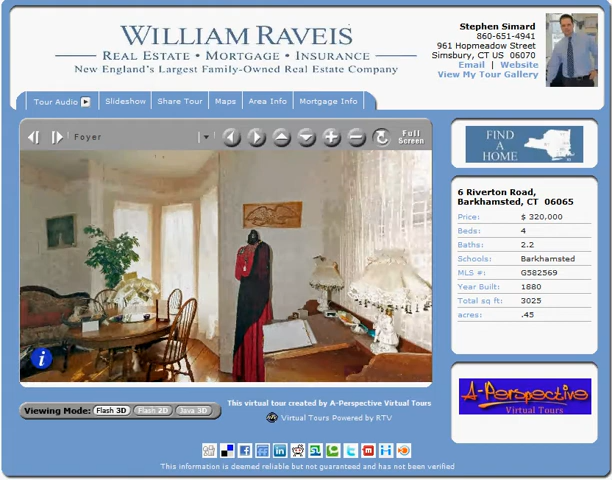 WILLIAM RAVEIS
REAL ESTATE • MORTGAGE • INSURANCE
New England's Largest Family-Owned Real Estate Company
Stephen Simard
860-651-4941
961 Hopmeadow Street
Simsbury, CT US 06070
Email | Website
View My Tour Gallery
Tour Audio Slideshow Share Tour Maps Area Info Mortgage Info
Foyer
Full Screen
FIND A HOME
6 Riverton Road,
Barkhamsted, CT 06065
Price: $ 320,000
Beds: 4
Baths: 2.2
Schools: Barkhamsted
MLS #: G582569
Year Built: 1880
Total sq ft: 3025
acres: .45
i
Viewing Mode: Flash 3D Flash 2D Java 3D
This virtual tour created by A-Perspective Virtual Tours
Virtual Tours Powered by RTV
A-Perspective
Virtual Tours
This information is deemed reliable but not guaranteed and has not been verified